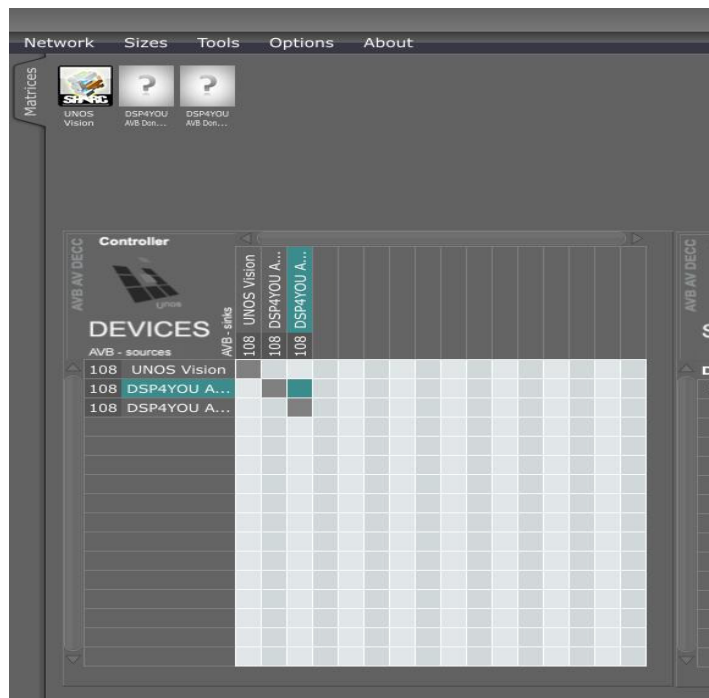 Network Sizes Tools Options About
Matrices
SHARC
UNOS Vision
DSP4YOU AVB Don...
DSP4YOU AVB Don...
AVB AV DECC
Controller
Unos
DEVICES
AVB - sources
AVB - sinks
108 UNOS Vision
108 DSP4YOU A...
108 DSP4YOU A...
108 UNOS Vision
108 DSP4YOU A...
108 DSP4YOU A...
AVB AV DECC
S
D